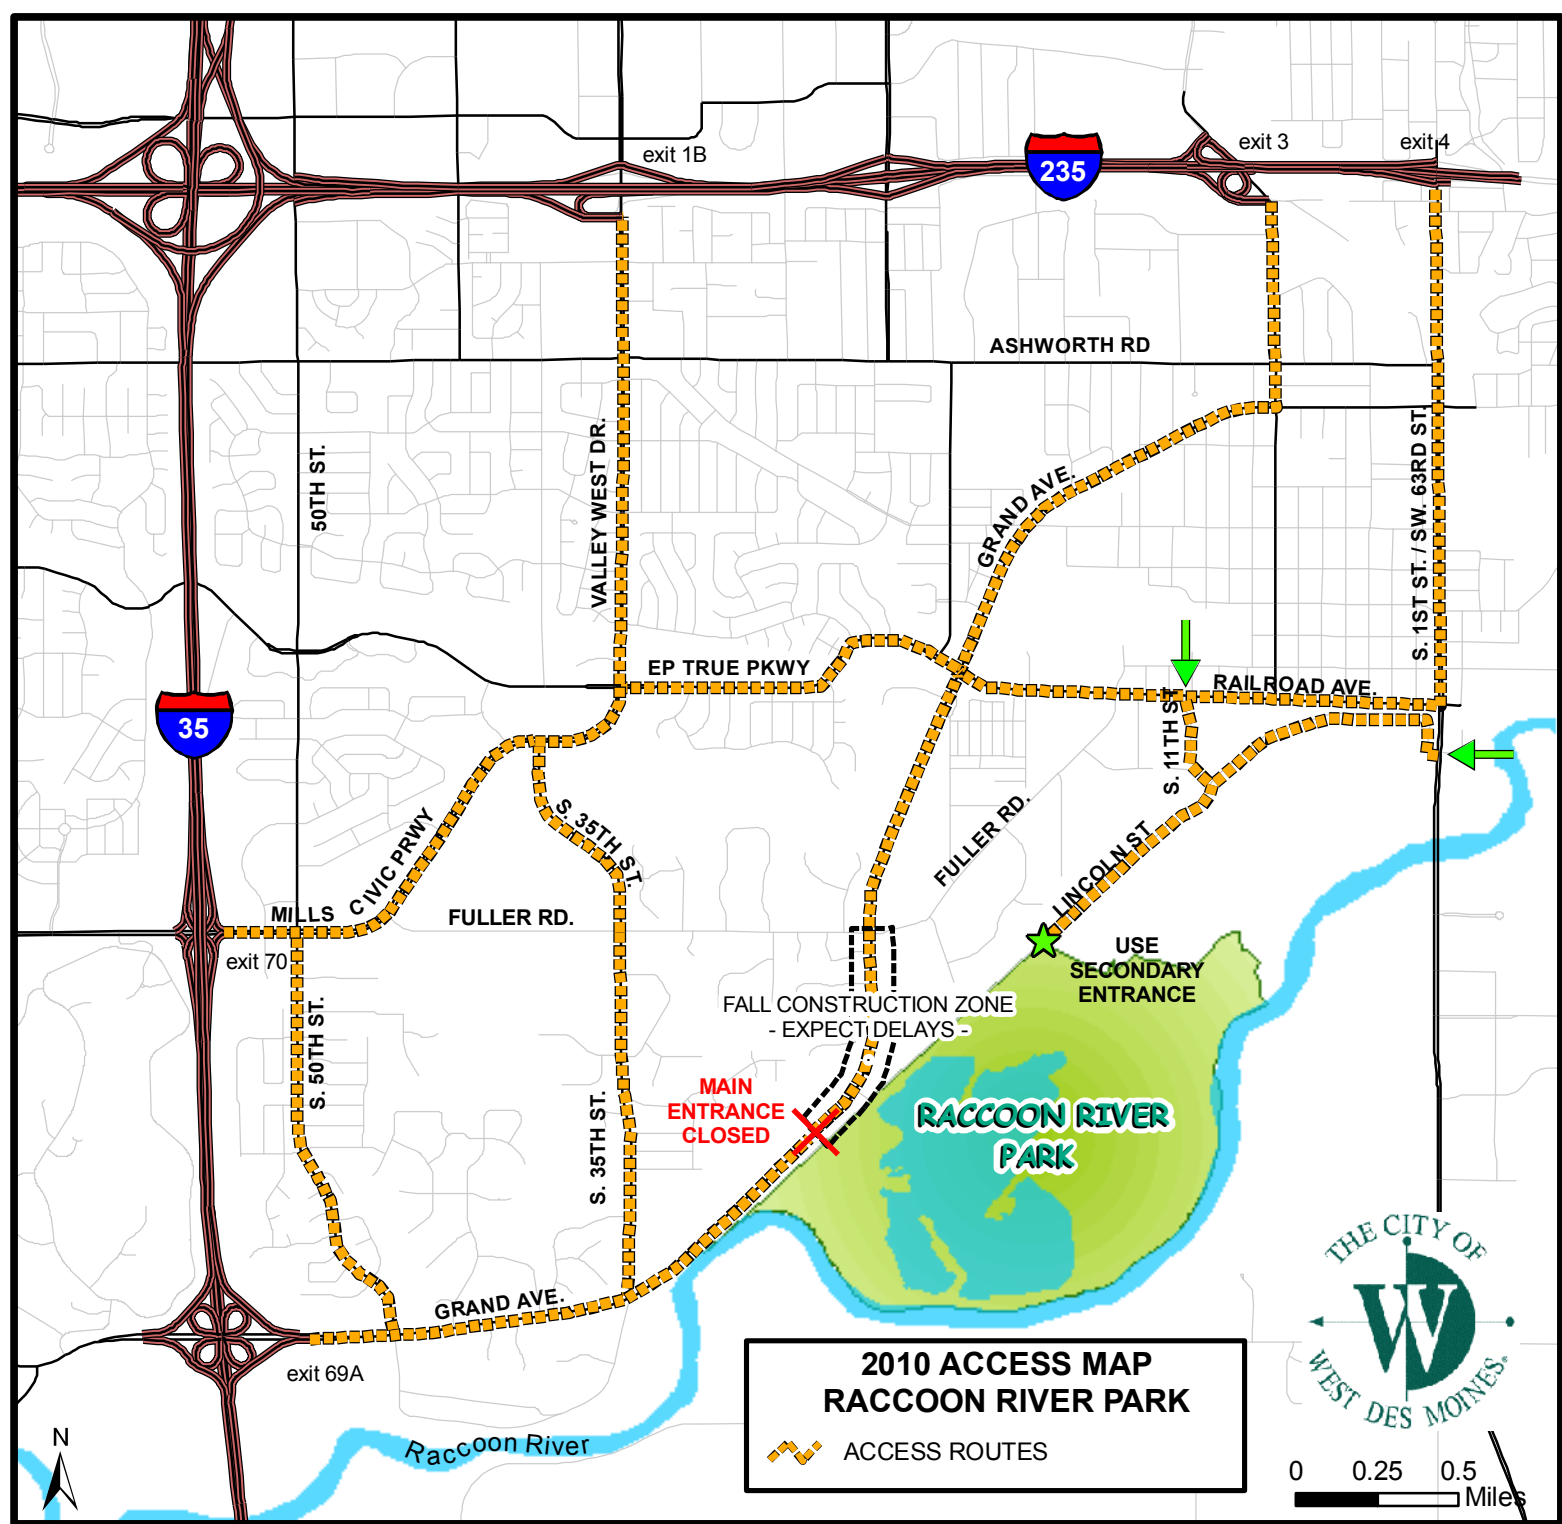 exit 1B
exit 3
exit 4
235
ASHWORTH RD
50TH ST.
VALLEY WEST DR.
GRAND AVE.
S. 1ST ST. / SW. 63RD ST.
EP TRUE PKWY
RAILROAD AVE.
35
S. 11TH ST
CIVIC PRWY
S. 35TH ST.
FULLER RD.
LINCOLN ST
MILLS
FULLER RD.
exit 70
USE
SECONDARY
ENTRANCE
FALL CONSTRUCTION ZONE
- EXPECT DELAYS -
S. 50TH ST.
MAIN
ENTRANCE
CLOSED
S. 35TH ST.
RACCOON RIVER
PARK
GRAND AVE.
exit 69A
THE CITY OF
W
WEST DES MOINES
2010 ACCESS MAP
RACCOON RIVER PARK
ACCESS ROUTES
N
Raccoon River
0 0.25 0.5
Miles